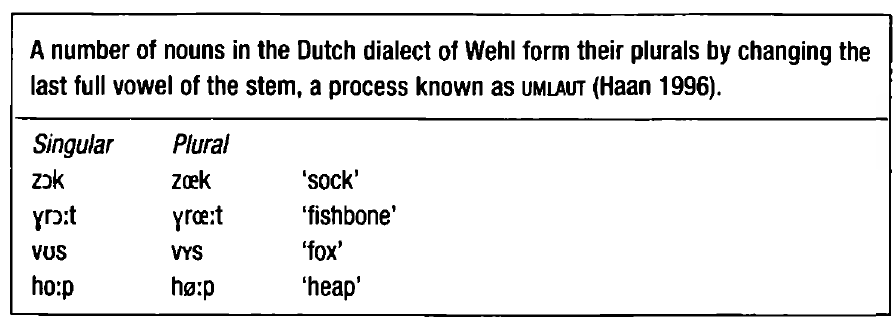 A number of nouns in the Dutch dialect of Wehl form their plurals by changing the
last full vowel of the stem, a process known as UMLAUT (Haan 1996).
Singular Plural
zɔk zœk ‘sock’
ɣrɔ:t ɣrœ:t ‘fishbone’
vʊs vʏs ‘fox’
ho:p hø:p ‘heap’